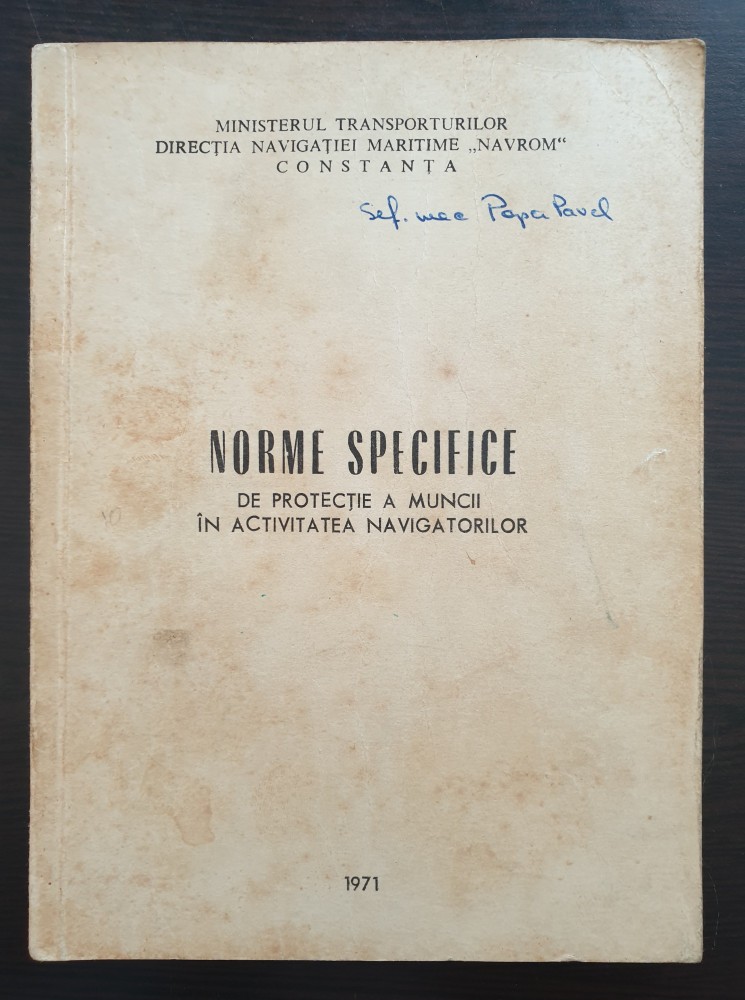 MINISTERUL TRANSPORTURILOR
DIRECȚIA NAVIGAȚIEI MARITIME „NAVROM“
CONSTANȚA
Șef. mec Popa Pavel
NORME SPECIFICE
DE PROTECȚIE A MUNCII
ÎN ACTIVITATEA NAVIGATORILOR
1971